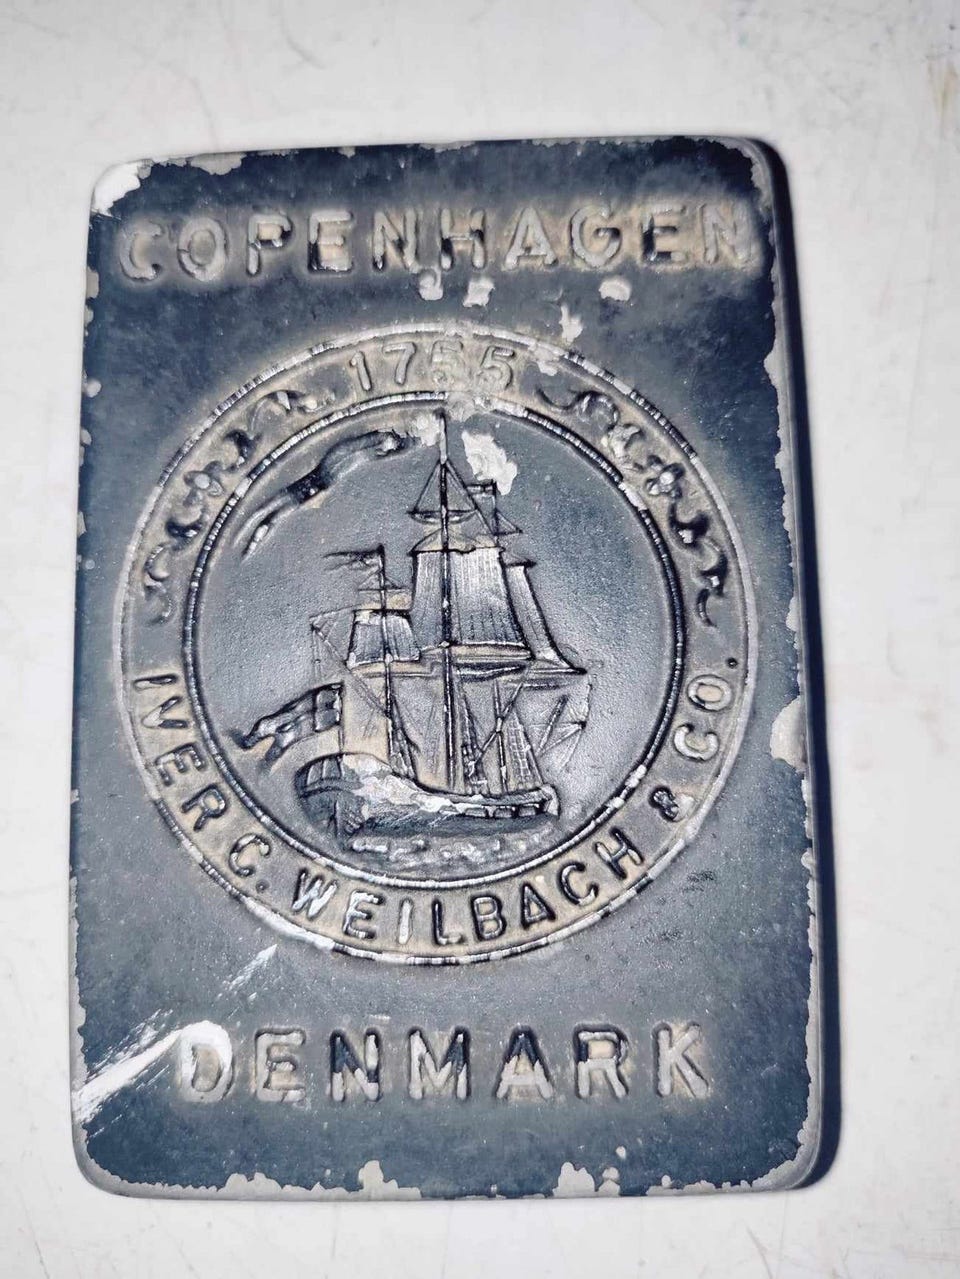 COPENHAGEN
1755
IVER C. WEILBACH & CO.
DENMARK